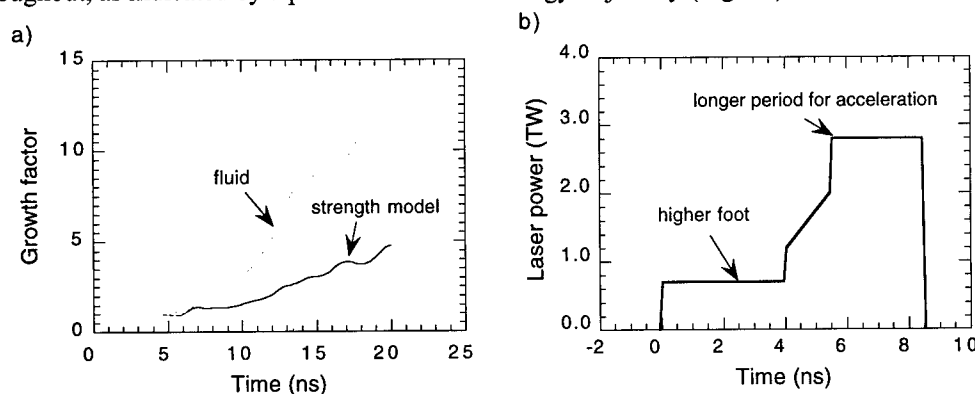 a)
15
10
5
0
0
5
10
15
20
25
Growth factor
Time (ns)
fluid
strength model
b)
4.0
3.0
2.0
1.0
0.0
-2
0
2
4
6
8
10
Laser power (TW)
Time (ns)
longer period for acceleration
higher foot